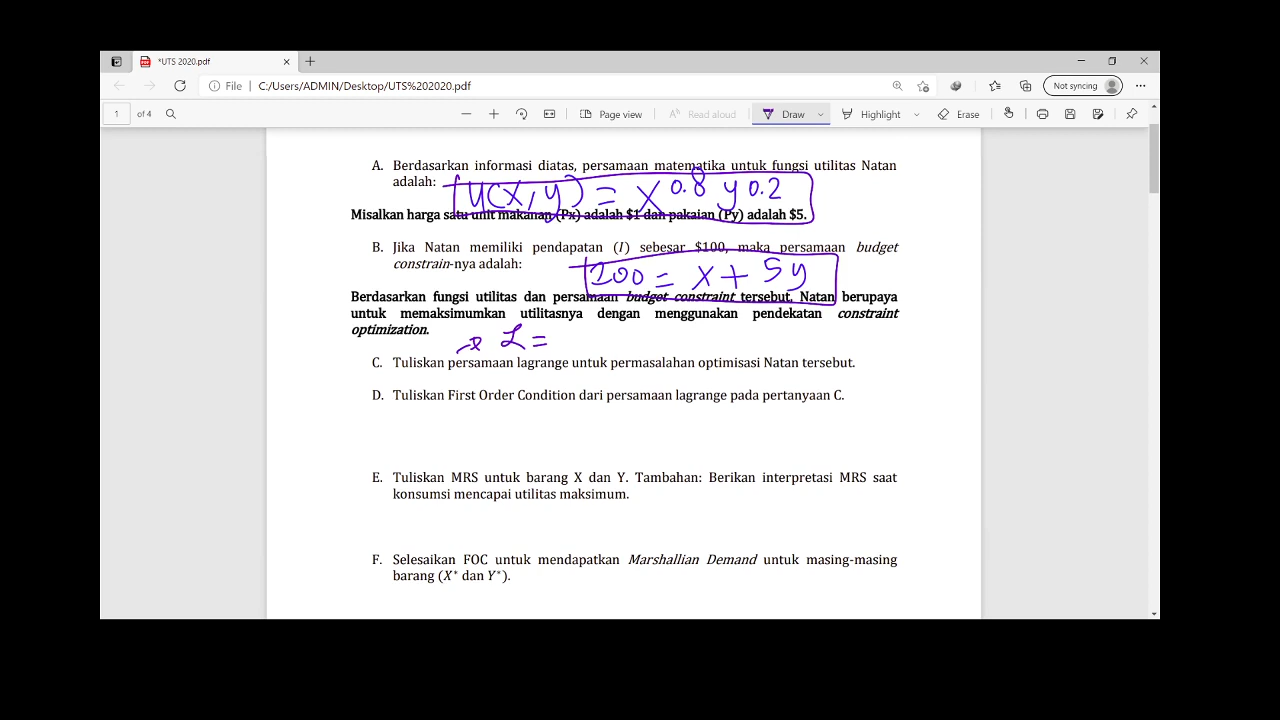 *UTS 2020.pdf
File | C:/Users/ADMIN/Desktop/UTS%202020.pdf
Not syncing
1 of 4
Page view
Read aloud
Draw
Highlight
Erase
A. Berdasarkan informasi diatas, persamaan matematika untuk fungsi utilitas Natan
adalah: U(X, y) = X^0.8 y^0.2
Misalkan harga satu unit makanan (Px) adalah $1 dan pakaian (Py) adalah $5.
B. Jika Natan memiliki pendapatan (I) sebesar $100, maka persamaan budget
constrain-nya adalah: 100 = X + 5y
Berdasarkan fungsi utilitas dan persamaan budget constraint tersebut, Natan berupaya
untuk memaksimumkan utilitasnya dengan menggunakan pendekatan constraint
optimization.
L =
C. Tuliskan persamaan lagrange untuk permasalahan optimisasi Natan tersebut.
D. Tuliskan First Order Condition dari persamaan lagrange pada pertanyaan C.
E. Tuliskan MRS untuk barang X dan Y. Tambahan: Berikan interpretasi MRS saat
konsumsi mencapai utilitas maksimum.
F. Selesaikan FOC untuk mendapatkan Marshallian Demand untuk masing-masing
barang (X* dan Y*).